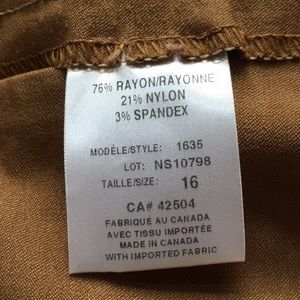 76% RAYON/RAYONNE
21% NYLON
3% SPANDEX
MODÈLE/STYLE: 1635
LOT: NS10798
TAILLE/SIZE: 16
CA# 42504
FABRIQUE AU CANADA
AVEC TISSU IMPORTÉE
MADE IN CANADA
WITH IMPORTED FABRIC